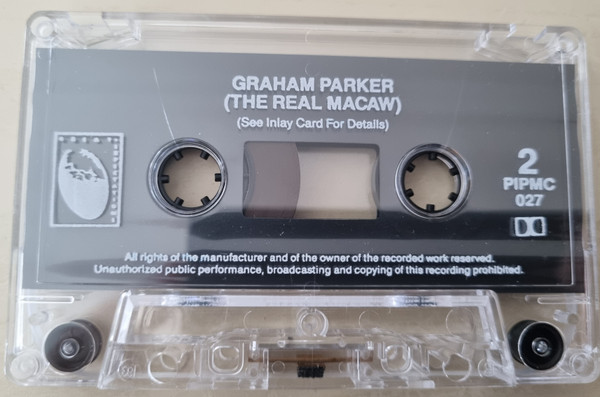 GRAHAM PARKER
(THE REAL MACAW)
(See Inlay Card For Details)
2
PIPMC
027
All rights of the manufacturer and of the owner of the recorded work reserved.
Unauthorized public performance, broadcasting and copying of this recording prohibited.